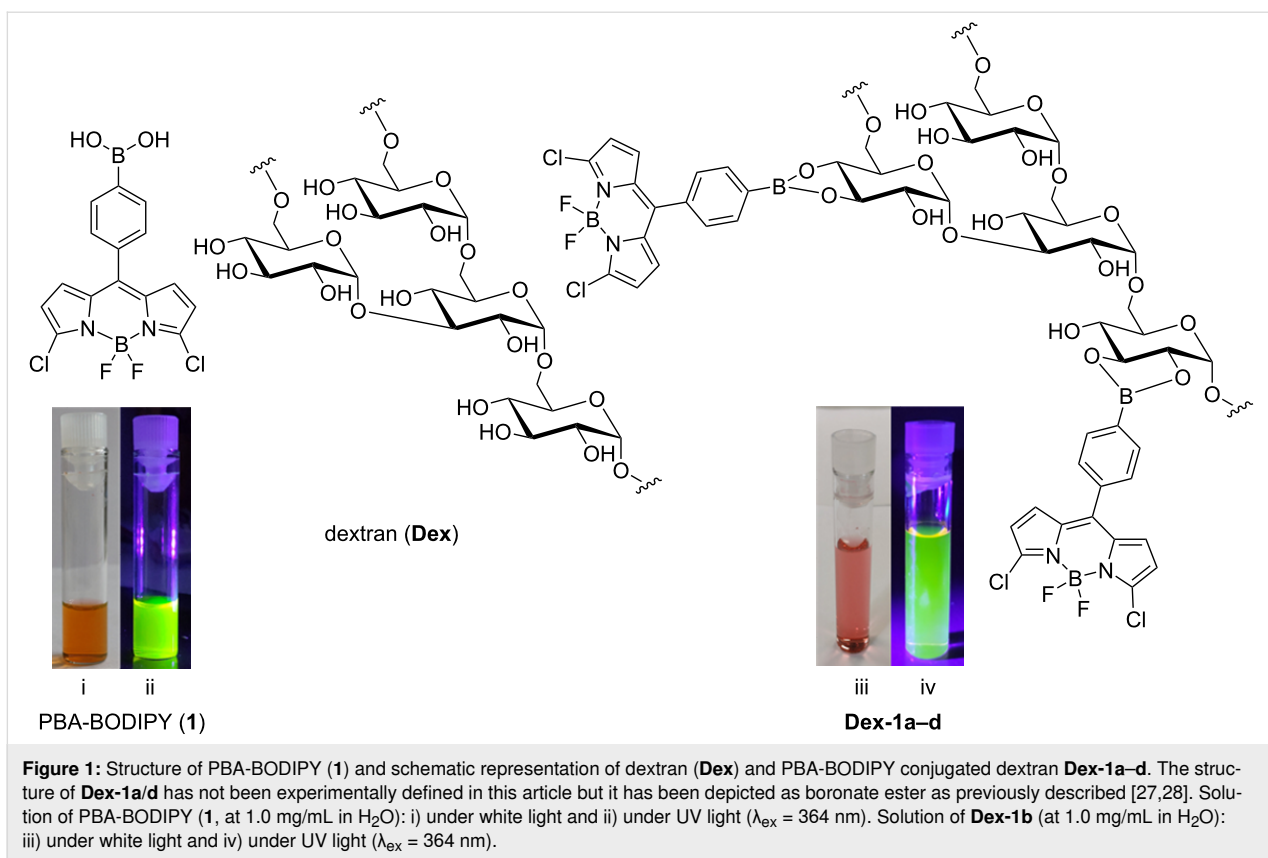 HO OH
B
N N
B
Cl F F Cl
O
O
HO O
HO
OH
O
HO O
HO
OH
O
HO O
OH
O
HO O
HO
OH
O
dextran (Dex)
Cl
N
F
B
F
N
Cl
B
O
O
O
O
OH
O
O
HO O
HO
OH
O
HO O
OH
O
HO O
O
O
B
O
N N
B
Cl F F Cl
i ii
PBA-BODIPY (1)
iii iv
Dex-1a–d
Figure 1: Structure of PBA-BODIPY (1) and schematic representation of dextran (Dex) and PBA-BODIPY conjugated dextran Dex-1a–d. The struc-
ture of Dex-1a/d has not been experimentally defined in this article but it has been depicted as boronate ester as previously described [27,28]. Solu-
tion of PBA-BODIPY (1, at 1.0 mg/mL in H₂O): i) under white light and ii) under UV light (λex = 364 nm). Solution of Dex-1b (at 1.0 mg/mL in H₂O):
iii) under white light and iv) under UV light (λex = 364 nm).